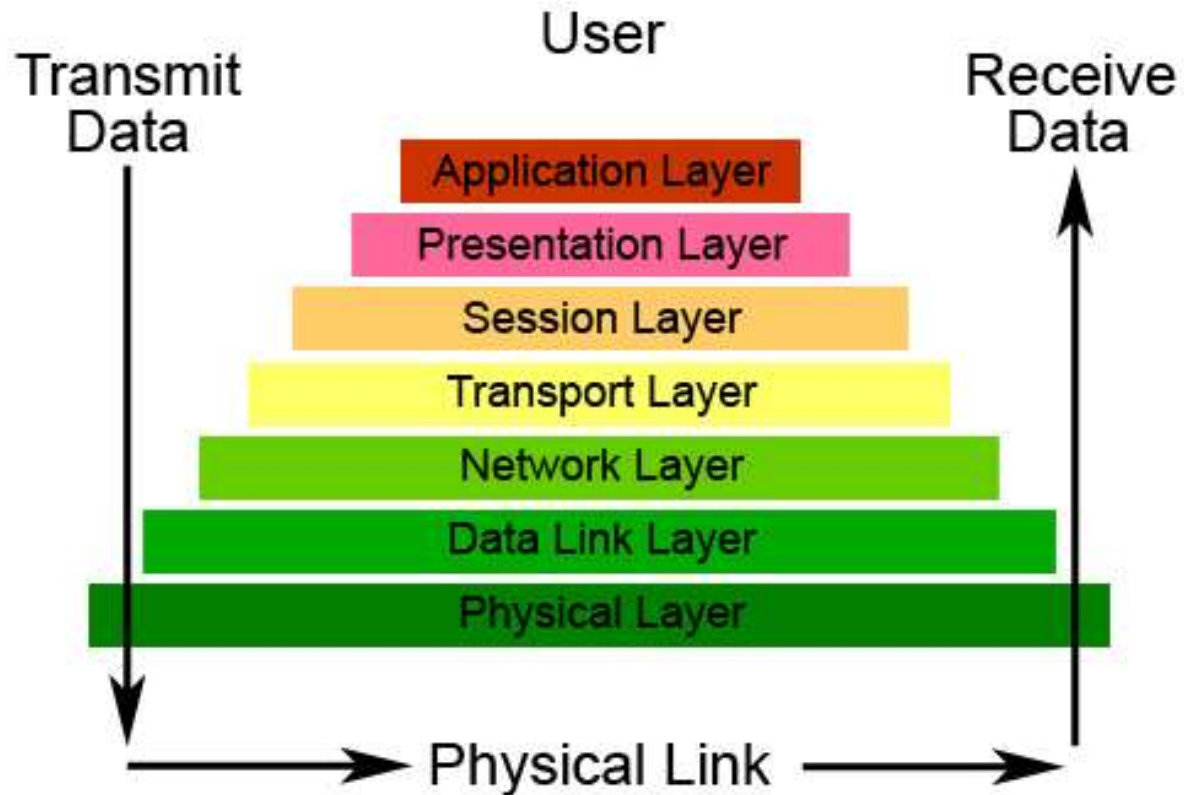 User
Transmit
Data
Receive
Data
Application Layer
Presentation Layer
Session Layer
Transport Layer
Network Layer
Data Link Layer
Physical Layer
Physical Link